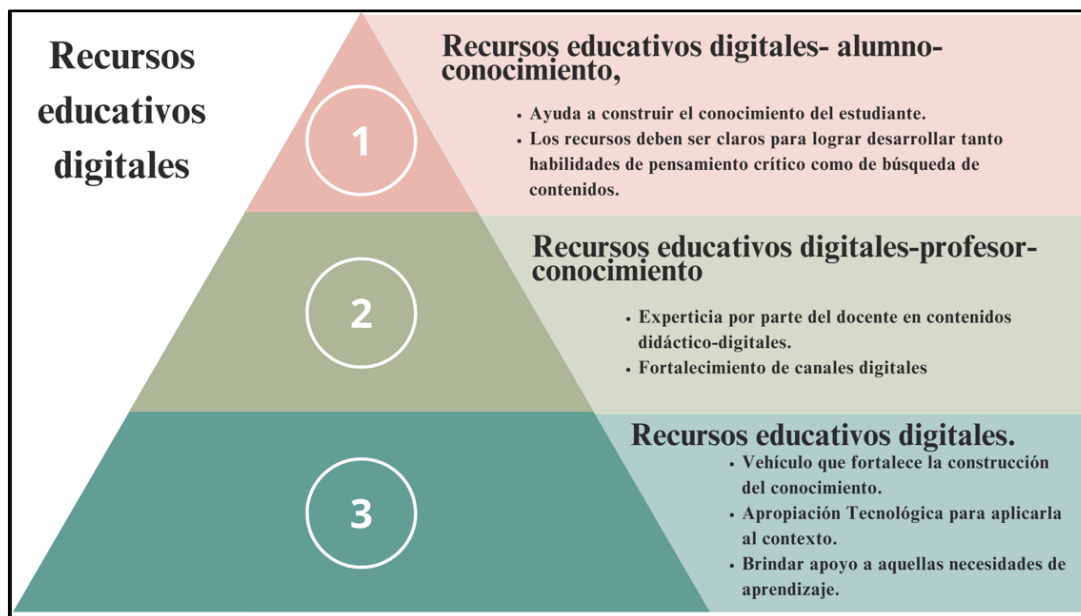 Recursos
educativos
digitales
1
Recursos educativos digitales- alumno-
conocimiento,
• Ayuda a construir el conocimiento del estudiante.
• Los recursos deben ser claros para lograr desarrollar tanto
habilidades de pensamiento crítico como de búsqueda de
contenidos.
2
Recursos educativos digitales-profesor-
conocimiento
• Experticia por parte del docente en contenidos
didáctico-digitales.
• Fortalecimiento de canales digitales
3
Recursos educativos digitales.
• Vehículo que fortalece la construcción
del conocimiento.
• Apropiación Tecnológica para aplicarla
al contexto.
• Brindar apoyo a aquellas necesidades de
aprendizaje.